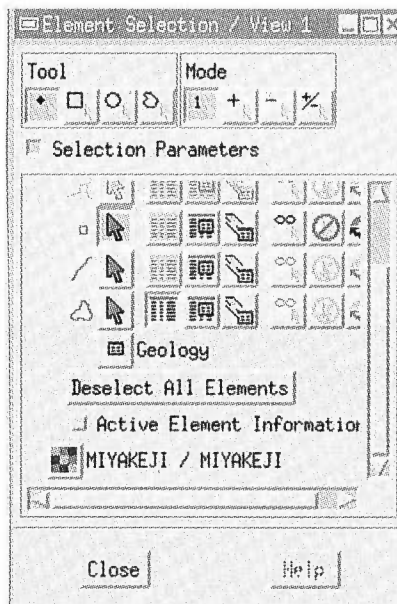 Element Selection / View 1
Tool
Mode
1 + - +/-
Selection Parameters
Geology
Deselect All Elements
Active Element Information
MIYAKEJI / MIYAKEJI
Close
Help